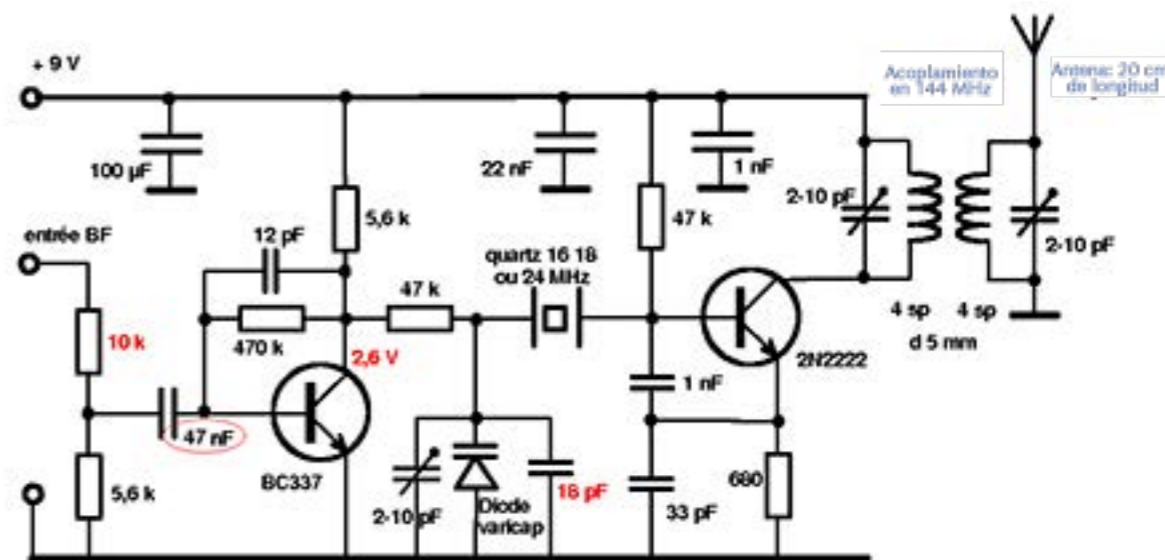 + 9 V
Acoplamiento
en 144 MHz
Antena: 20 cm
de longitud
100 µF
22 nF
1 nF
5,6 k
47 k
2-10 pF
2-10 pF
entrée BF
12 pF
quartz 16 18
ou 24 MHz
47 k
10 k
470 k
2,6 V
4 sp
4 sp
d 5 mm
2N2222
1 nF
47 nF
BC337
5,6 k
2-10 pF
Diode
varicap
18 pF
33 pF
680